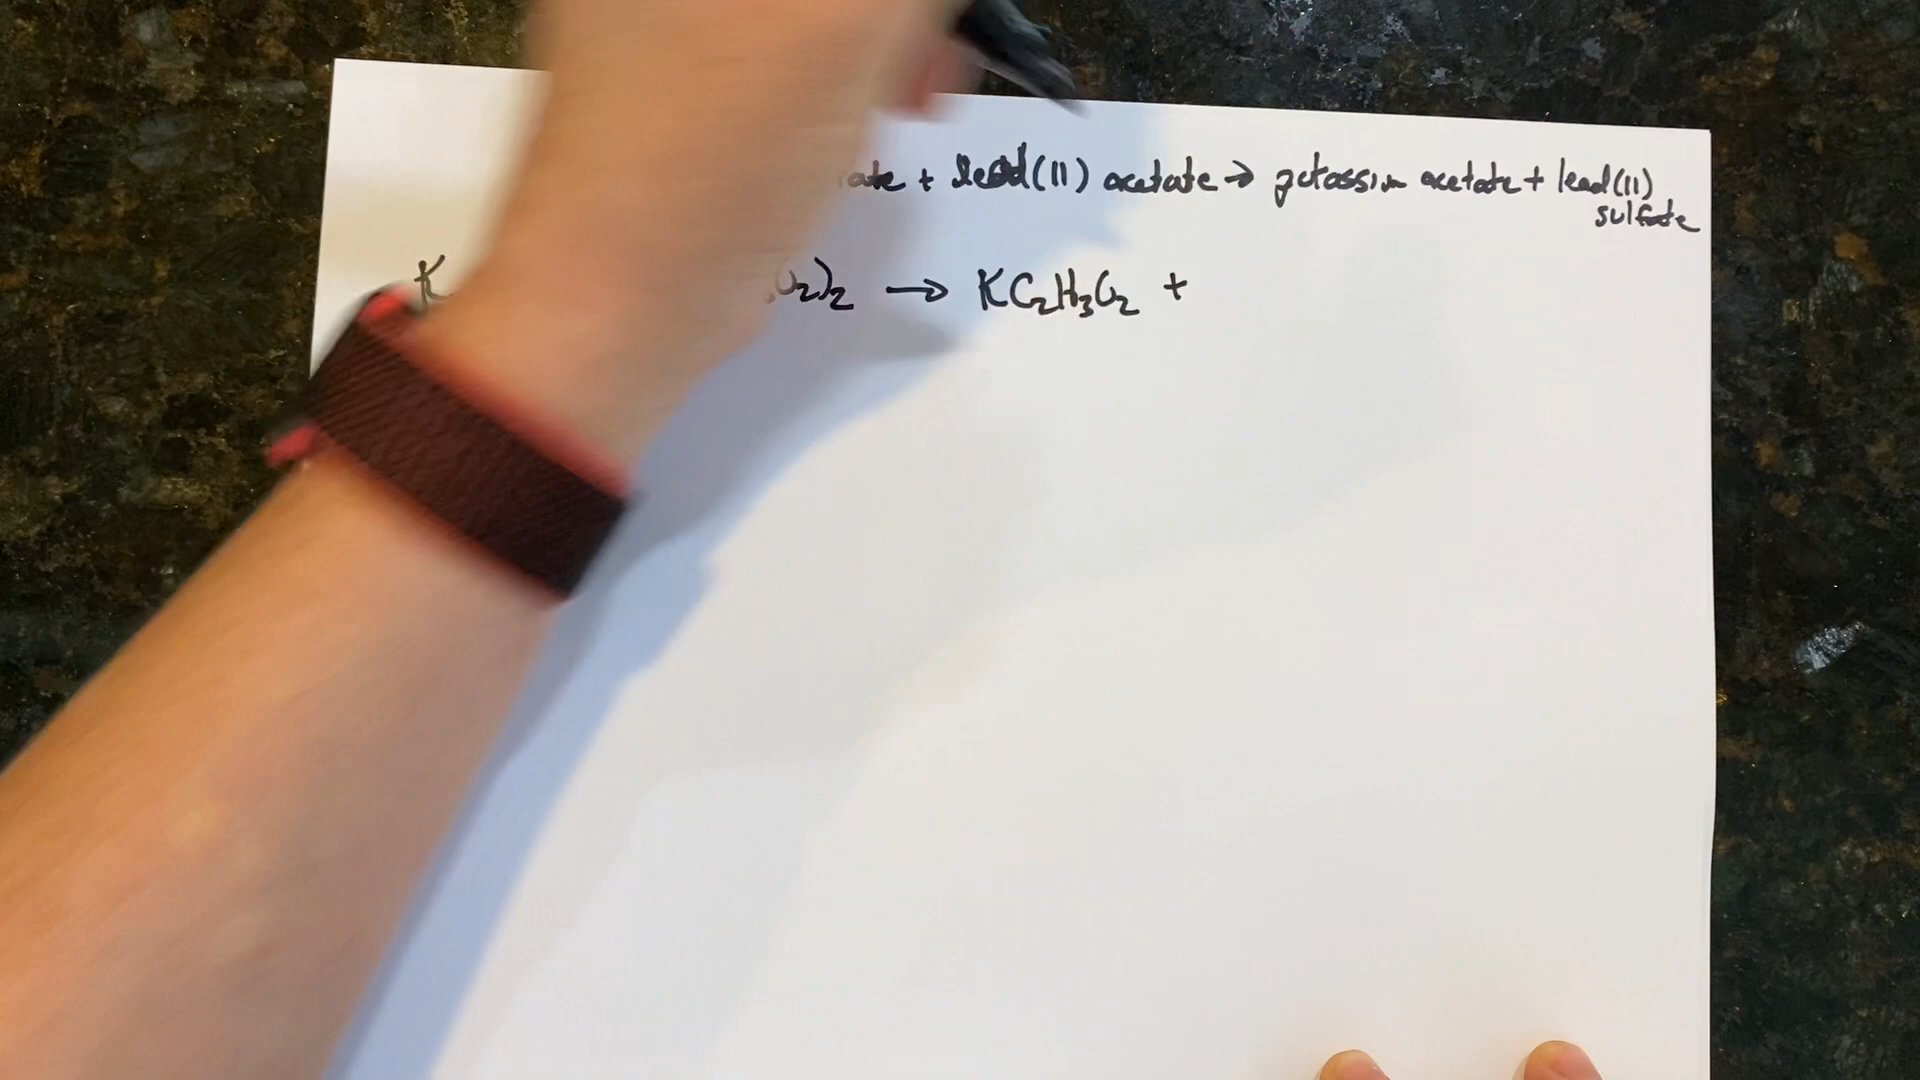 ate + lead(II) acetate → potassium acetate + lead(II)
sulfate
K O₂)₂ → KC₂H₃O₂ +